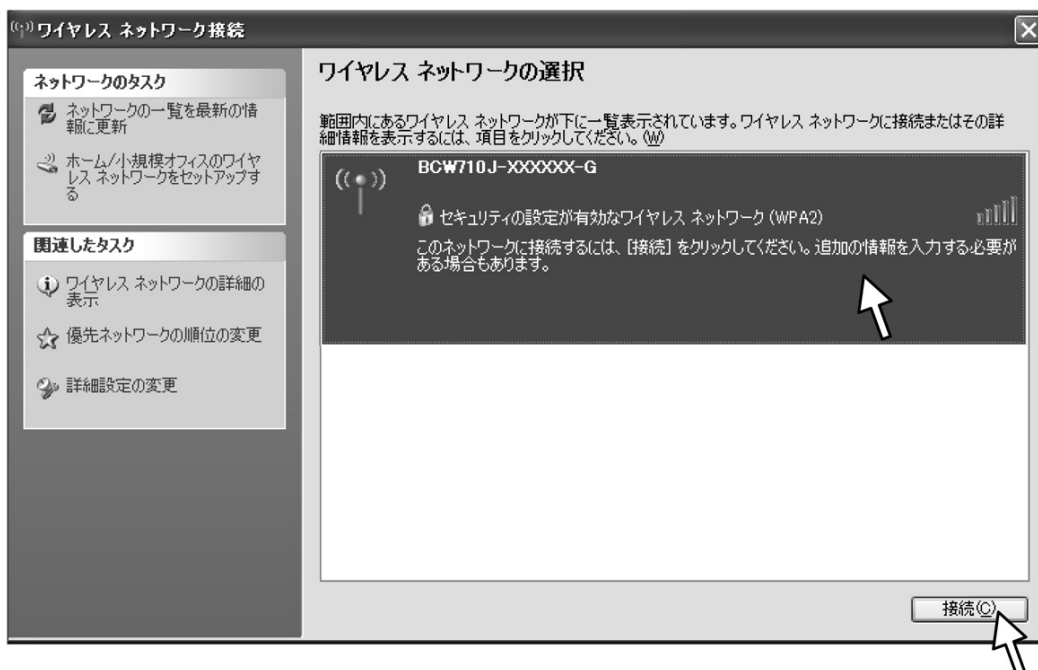 ワイヤレス ネットワーク接続
ネットワークのタスク
ネットワークの一覧を最新の情
報に更新
ホーム/小規模オフィスのワイヤ
レス ネットワークをセットアップす
る
関連したタスク
ワイヤレス ネットワークの詳細の
表示
優先ネットワークの順位の変更
詳細設定の変更
ワイヤレス ネットワークの選択
範囲内にあるワイヤレス ネットワークが下に一覧表示されています。ワイヤレス ネットワークに接続またはその詳
細情報を表示するには、項目をクリックしてください。(W)
BCW710J-XXXXXX-G
セキュリティの設定が有効なワイヤレス ネットワーク (WPA2)
このネットワークに接続するには、[接続] をクリックしてください。追加の情報を入力する必要が
ある場合もあります。
接続(C)